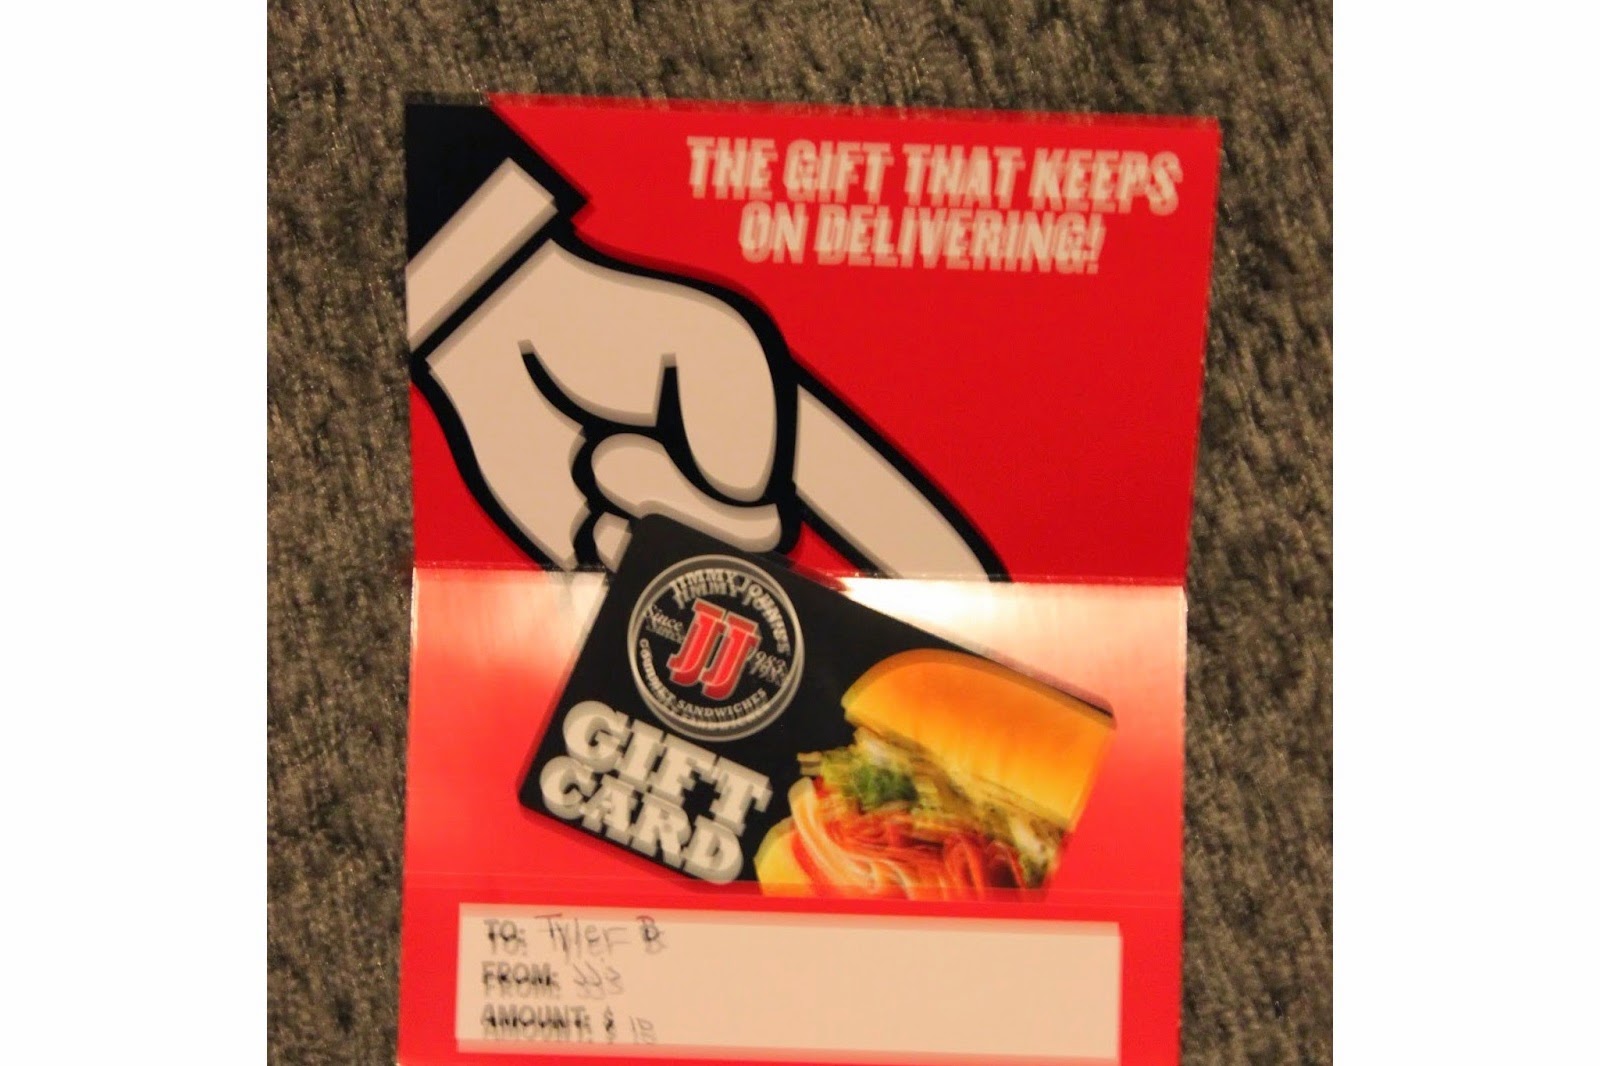 THE GIFT THAT KEEPS
ON DELIVERING!
JIMMY JOHN'S
Since 1983
JJ
GOURMET SANDWICHES
GIFT
CARD
TO: Tyler B
FROM: JJ's
AMOUNT: $ 10